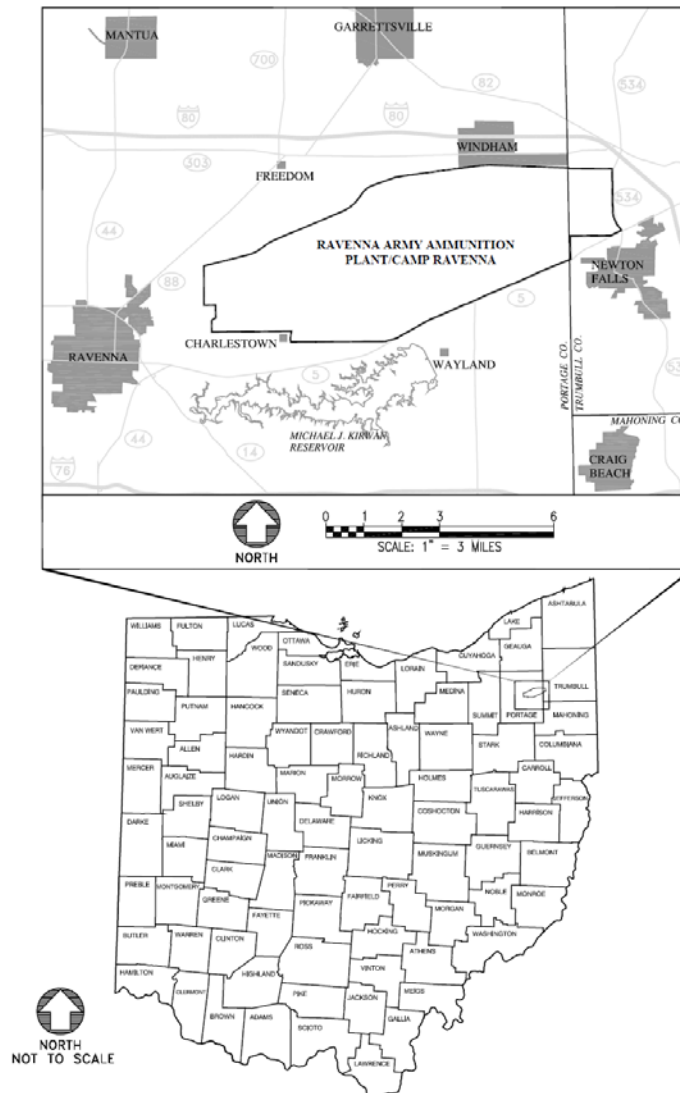 MANTUA
GARRETTSVILLE
700
82
534
80
80
WINDHAM
303
FREEDOM
534
44
RAVENNA ARMY AMMUNITION
PLANT/CAMP RAVENNA
NEWTON
FALLS
88
5
CHARLESTOWN
RAVENNA
WAYLAND
5
PORTAGE CO.
TRUMBULL CO.
53
MICHAEL J. KIRWAN
RESERVOIR
MAHONING C
44
14
76
CRAIG
BEACH
NORTH
0 1 2 3 6
SCALE: 1" = 3 MILES
ASHTABULA
LAKE
WILLIAMS
FULTON
LUCAS
OTTAWA
GEAUGA
WOOD
CUYAHOGA
HENRY
SANDUSKY
ERIE
LORAIN
DEFIANCE
TRUMBULL
MEDINA
PAULDING
SENECA
HURON
SUMMIT
PORTAGE
MAHONING
PUTNAM
HANCOCK
VAN WERT
WYANDOT
CRAWFORD
ASHLAND
WAYNE
STARK
COLUMBIANA
ALLEN
HARDIN
RICHLAND
MERCER
AUGLAIZE
MARION
MORROW
HOLMES
CARROLL
TUSCARAWAS
JEFFERSON
SHELBY
LOGAN
UNION
KNOX
COSHOCTON
HARRISON
DARKE
DELAWARE
CHAMPAIGN
LICKING
GUERNSEY
MIAMI
MADISON
FRANKLIN
MUSKINGUM
BELMONT
CLARK
PREBLE
MONTGOMERY
FAIRFIELD
PERRY
NOBLE
MONROE
GREENE
PICKAWAY
MORGAN
FAYETTE
BUTLER
WARREN
CLINTON
HOCKING
WASHINGTON
ROSS
ATHENS
HAMILTON
HIGHLAND
VINTON
CLERMONT
PIKE
JACKSON
MEIGS
BROWN
ADAMS
SCIOTO
GALLIA
LAWRENCE
NORTH
NOT TO SCALE